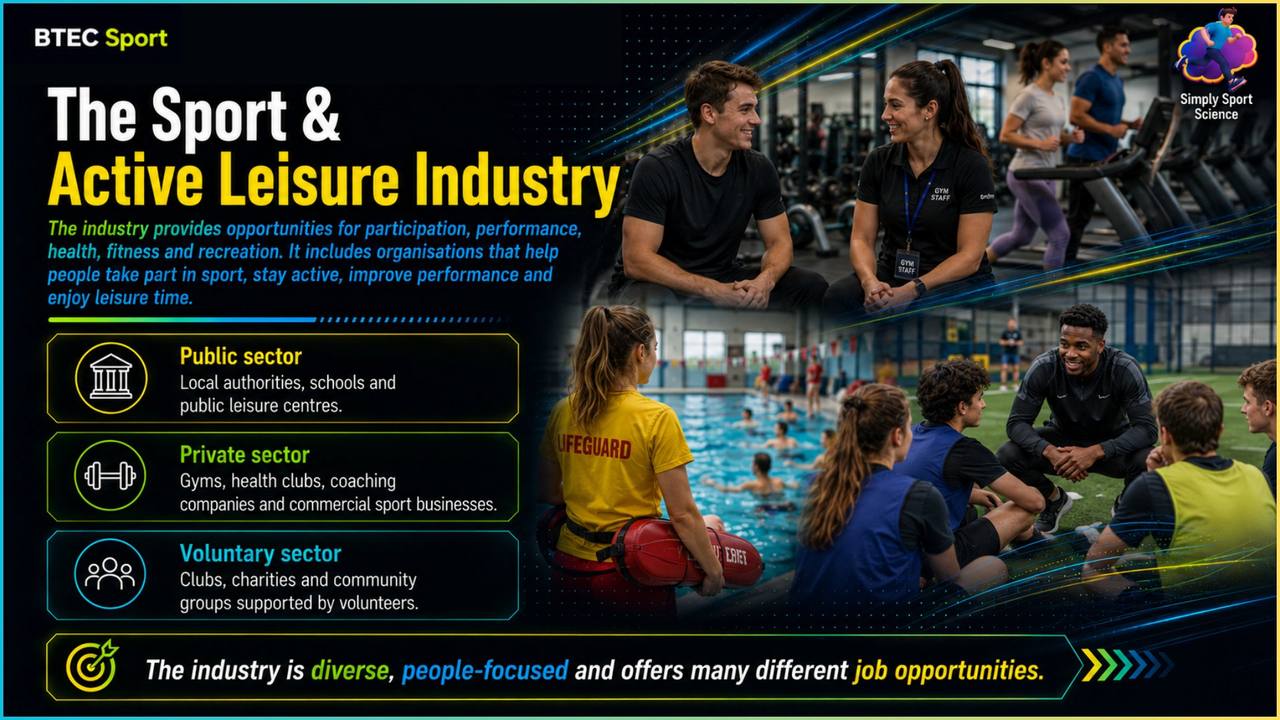 BTEC Sport
Simply Sport
Science
The Sport &
Active Leisure Industry
The industry provides opportunities for participation, performance,
health, fitness and recreation. It includes organisations that help
people take part in sport, stay active, improve performance and
enjoy leisure time.
Public sector
Local authorities, schools and
public leisure centres.
Private sector
Gyms, health clubs, coaching
companies and commercial sport businesses.
Voluntary sector
Clubs, charities and community
groups supported by volunteers.
The industry is diverse, people-focused and offers many different job opportunities.
GYM
STAFF
GYM
STAFF
LIFEGUARD